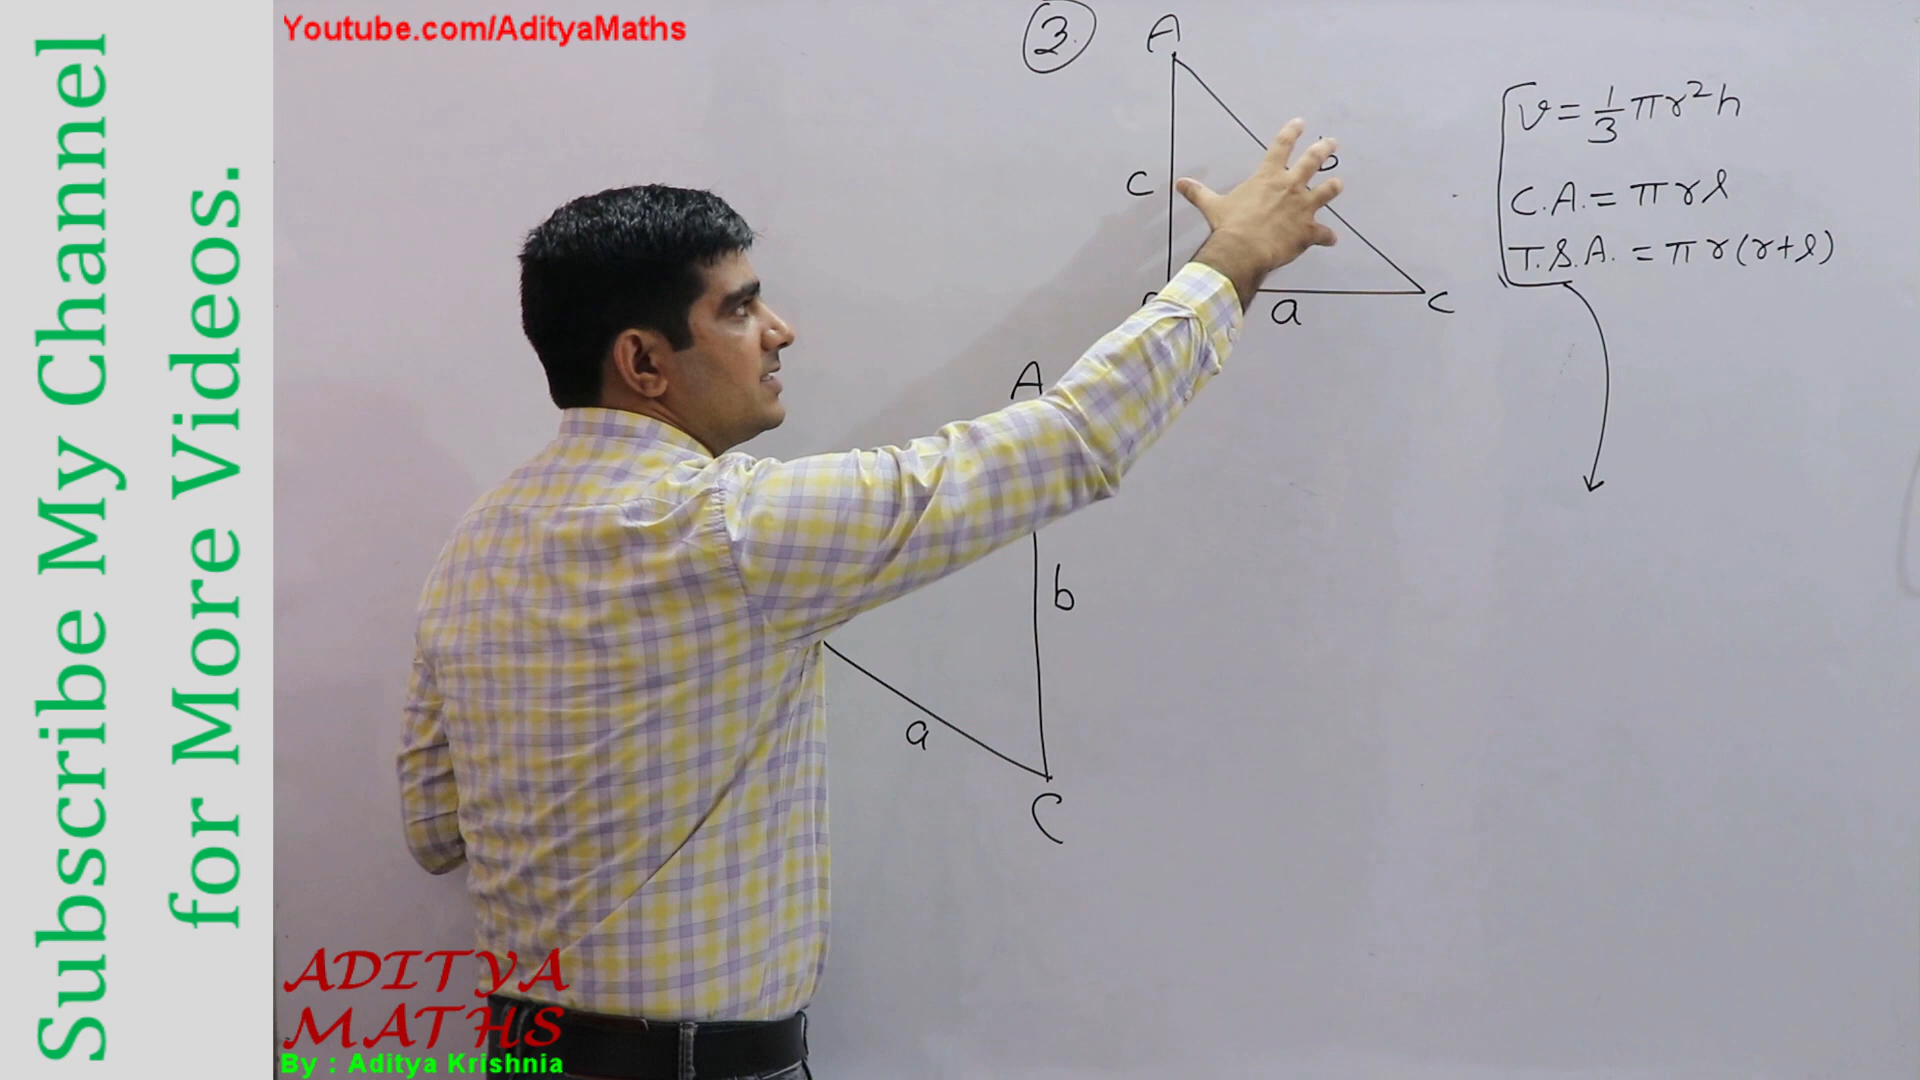 Subscribe My Channel
for More Videos.
Youtube.com/AdityaMaths
3.
A
c
b
a
C
V = 1/3 πr²h
C.A. = πrl
T.S.A. = πr(r+l)
A
b
a
C
ADITYA
MATHS
By : Aditya Krishnia